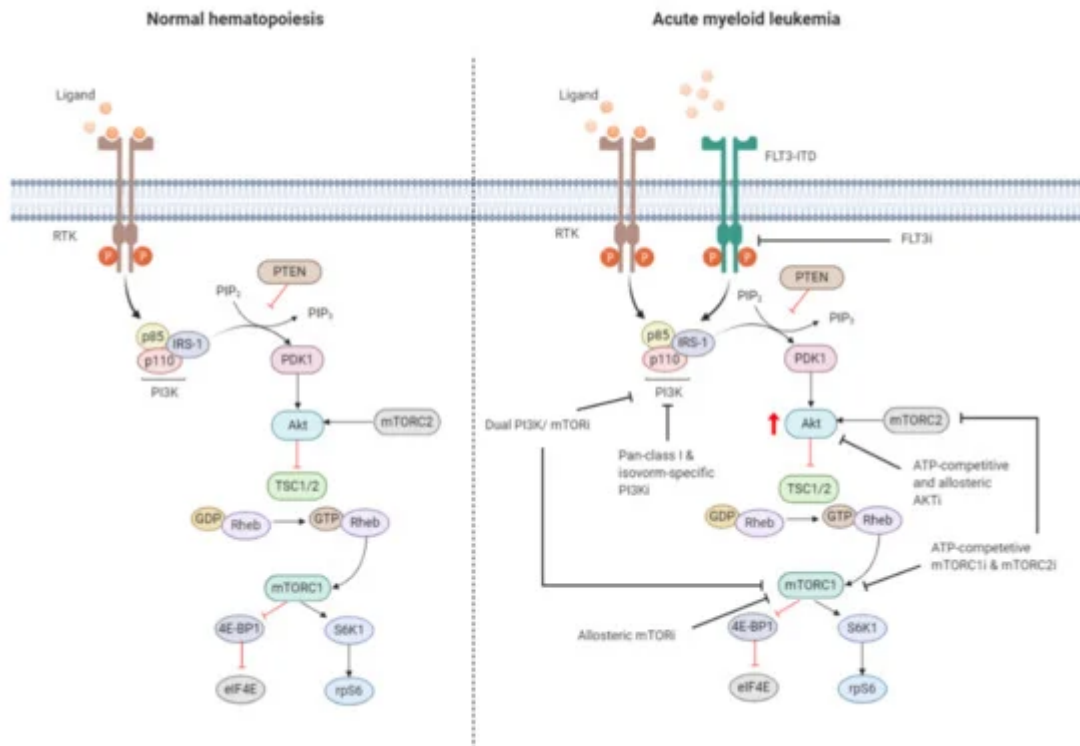 Normal hematopoiesis
Ligand
RTK
P
P
PTEN
PIP₂
PIP₃
p85
IRS-1
p110
PI3K
PDK1
Akt
mTORC2
TSC1/2
GDP
Rheb
GTP
Rheb
mTORC1
4E-BP1
S6K1
eIF4E
rpS6
Acute myeloid leukemia
Ligand
FLT3-ITD
RTK
P
P
P
P
FLT3i
PTEN
PIP₂
PIP₃
p85
IRS-1
p110
PI3K
PDK1
Akt
mTORC2
Dual PI3K/ mTORi
Pan-class I &
isovorm-specific
PI3Ki
ATP-competitive
and allosteric
AKTi
TSC1/2
GDP
Rheb
GTP
Rheb
ATP-competetive
mTORC1i & mTORC2i
mTORC1
Allosteric mTORi
4E-BP1
S6K1
eIF4E
rpS6